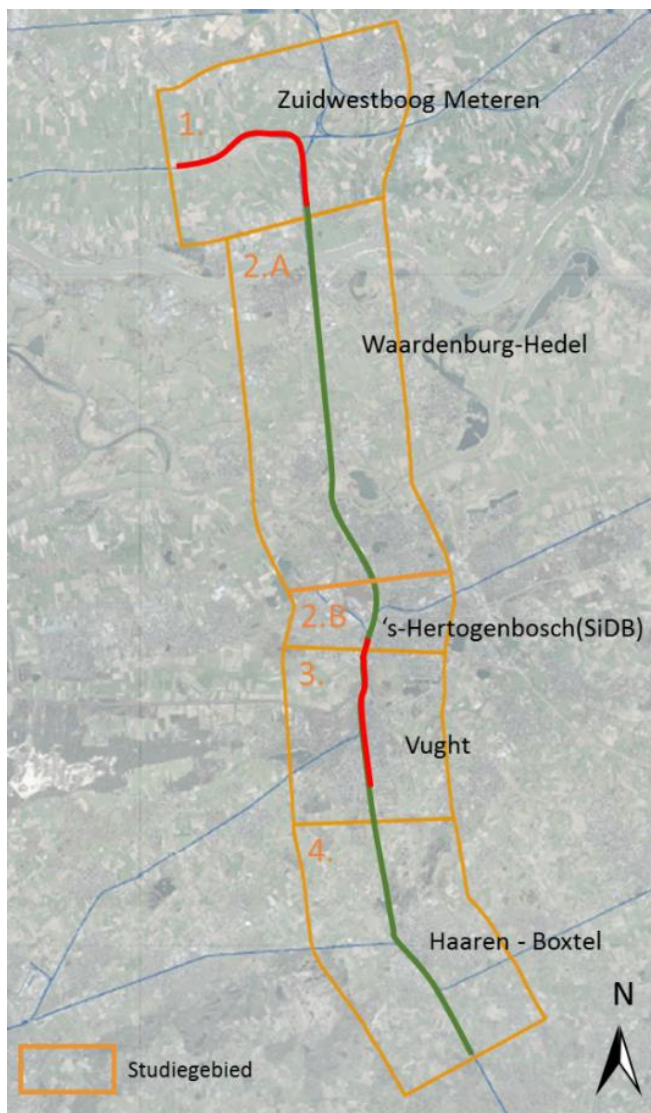 Zuidwestboog Meteren
1.
2.A
Waardenburg-Hedel
2.B
‘s-Hertogenbosch(SiDB)
3.
Vught
4.
Haaren - Boxtel
N
Studiegebied